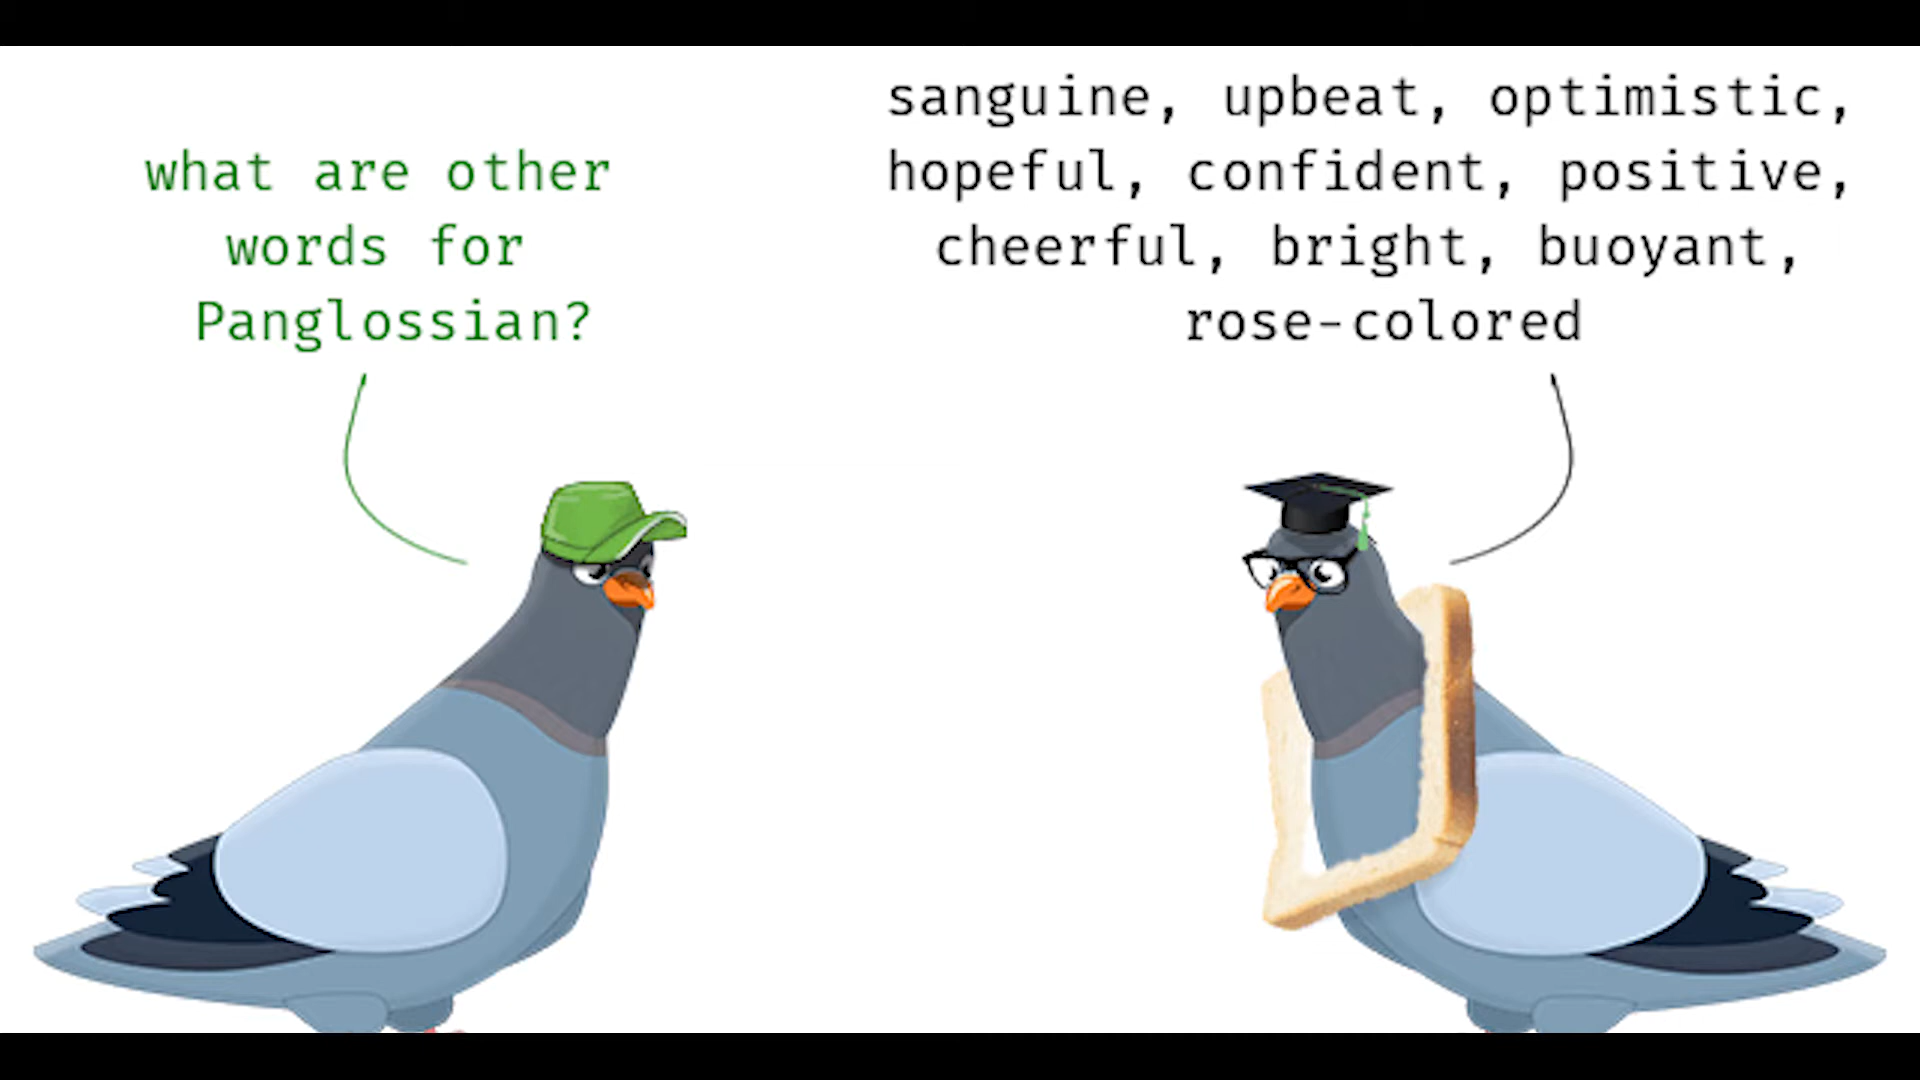 what are other
words for
Panglossian?
sanguine, upbeat, optimistic,
hopeful, confident, positive,
cheerful, bright, buoyant,
rose-colored